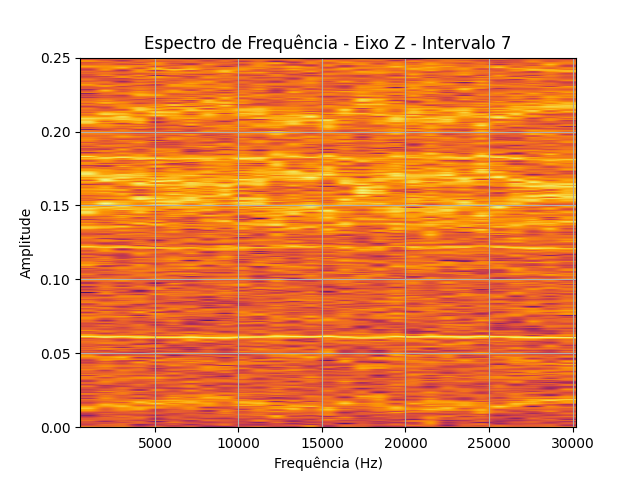 Espectro de Frequência - Eixo Z - Intervalo 7
0.25
0.20
0.15
0.10
0.05
0.00
Amplitude
5000 10000 15000 20000 25000 30000
Frequência (Hz)